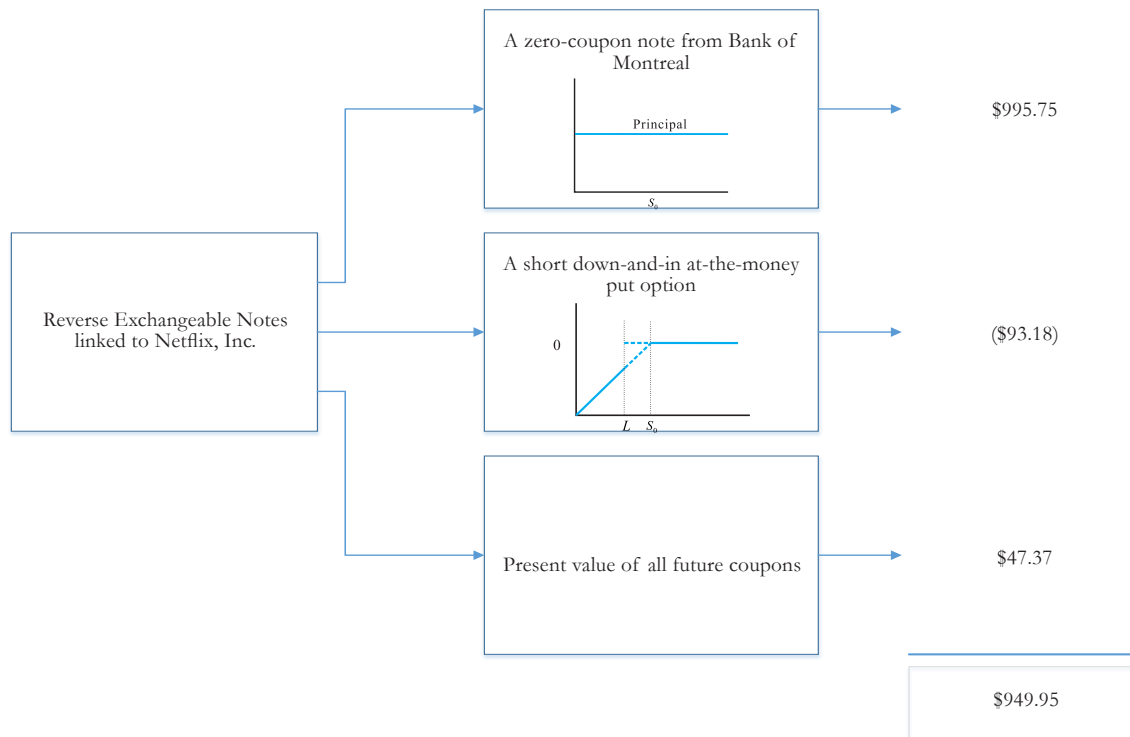 A zero-coupon note from Bank of
Montreal
Principal
S₀
$995.75
Reverse Exchangeable Notes
linked to Netflix, Inc.
A short down-and-in at-the-money
put option
0
L S₀
($93.18)
Present value of all future coupons
$47.37
$949.95